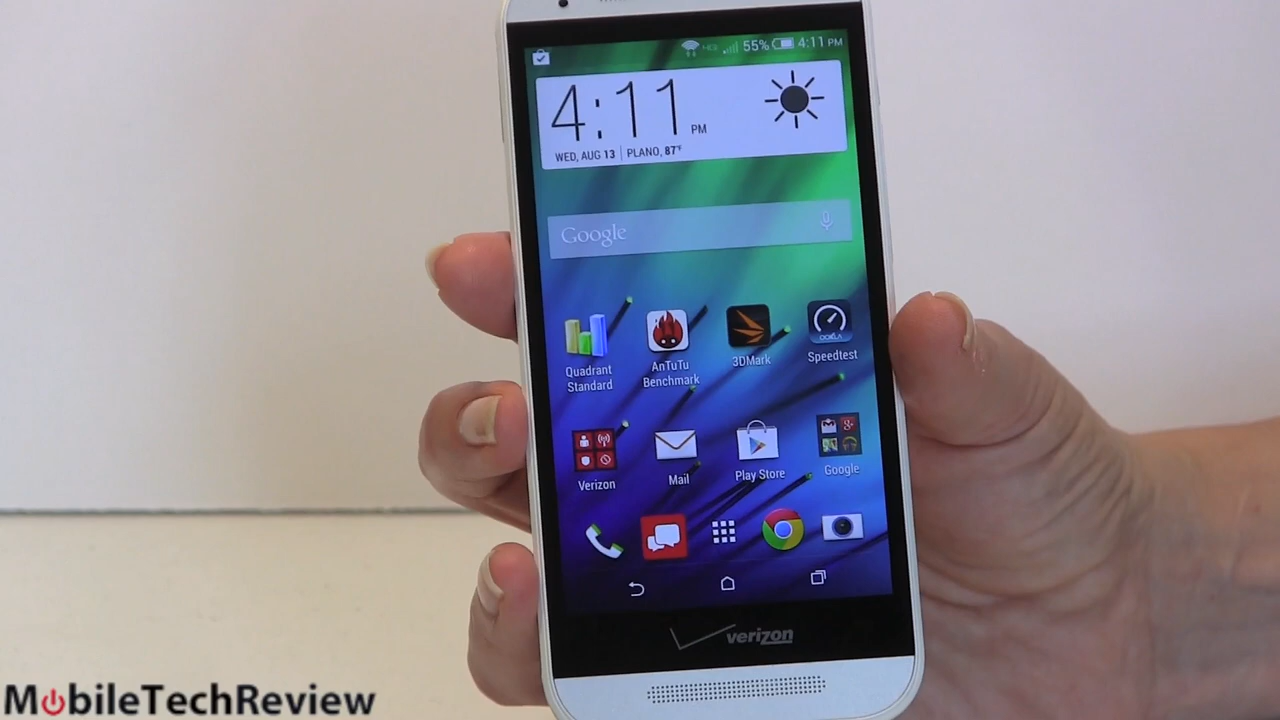 55% 4:11 PM
4:11 PM
WED, AUG 13 PLANO, 87°F
Google
Quadrant Standard
AnTuTu Benchmark
3DMark
OOKLA
Speedtest
Verizon
Mail
Play Store
Google
verizon
MobileTechReview